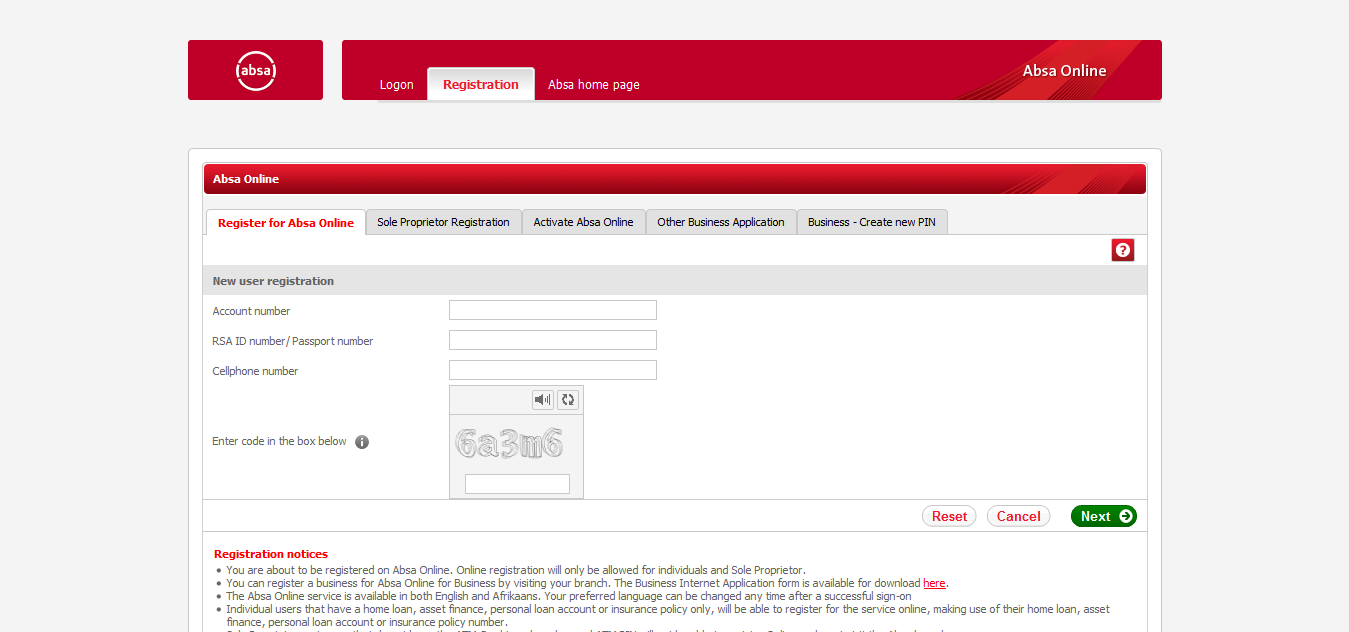 absa
Logon
Registration
Absa home page
Absa Online
Absa Online
Register for Absa Online
Sole Proprietor Registration
Activate Absa Online
Other Business Application
Business - Create new PIN
?
New user registration
Account number
RSA ID number/ Passport number
Cellphone number
Enter code in the box below
6a3m6
Reset
Cancel
Next
Registration notices
• You are about to be registered on Absa Online. Online registration will only be allowed for individuals and Sole Proprietor.
• You can register a business for Absa Online for Business by visiting your branch. The Business Internet Application form is available for download here.
• The Absa Online service is available in both English and Afrikaans. Your preferred language can be changed any time after a successful sign-on
• Individual users that have a home loan, asset finance, personal loan account or insurance policy only, will be able to register for the service online, making use of their home loan, asset
finance, personal loan account or insurance policy number.